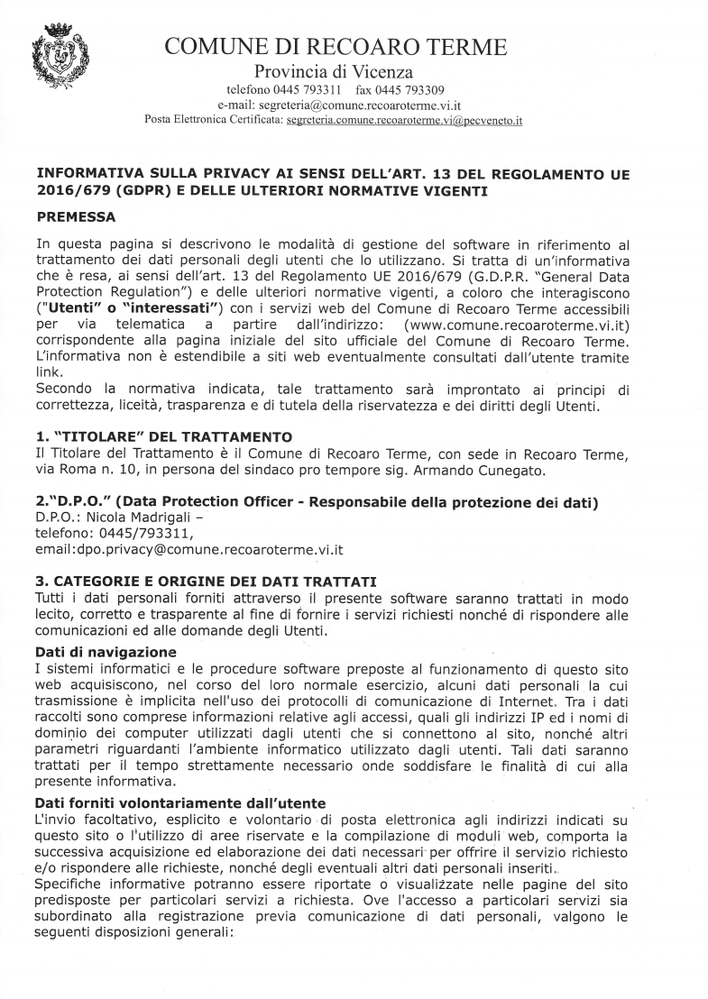 COMUNE DI RECOARO TERME
Provincia di Vicenza
telefono 0445 793311 fax 0445 793309
e-mail: segreteria@comune.recoaroterme.vi.it
Posta Elettronica Certificata: segreteria.comune.recoaroterme.vi@pecveneto.it
INFORMATIVA SULLA PRIVACY AI SENSI DELL'ART. 13 DEL REGOLAMENTO UE
2016/679 (GDPR) E DELLE ULTERIORI NORMATIVE VIGENTI
PREMESSA
In questa pagina si descrivono le modalità di gestione del software in riferimento al
trattamento dei dati personali degli utenti che lo utilizzano. Si tratta di un'informativa
che è resa, ai sensi dell'art. 13 del Regolamento UE 2016/679 (G.D.P.R. "General Data
Protection Regulation") e delle ulteriori normative vigenti, a coloro che interagiscono
("Utenti" o "interessati") con i servizi web del Comune di Recoaro Terme accessibili
per via telematica a partire dall'indirizzo: (www.comune.recoaroterme.vi.it)
corrispondente alla pagina iniziale del sito ufficiale del Comune di Recoaro Terme.
L'informativa non è estendibile a siti web eventualmente consultati dall'utente tramite
link.
Secondo la normativa indicata, tale trattamento sarà improntato ai principi di
correttezza, liceità, trasparenza e di tutela della riservatezza e dei diritti degli Utenti.
1. "TITOLARE" DEL TRATTAMENTO
Il Titolare del Trattamento è il Comune di Recoaro Terme, con sede in Recoaro Terme,
via Roma n. 10, in persona del sindaco pro tempore sig. Armando Cunegato.
2."D.P.O." (Data Protection Officer - Responsabile della protezione dei dati)
D.P.O.: Nicola Madrigali –
telefono: 0445/793311,
email:dpo.privacy@comune.recoaroterme.vi.it
3. CATEGORIE E ORIGINE DEI DATI TRATTATI
Tutti i dati personali forniti attraverso il presente software saranno trattati in modo
lecito, corretto e trasparente al fine di fornire i servizi richiesti nonché di rispondere alle
comunicazioni ed alle domande degli Utenti.
Dati di navigazione
I sistemi informatici e le procedure software preposte al funzionamento di questo sito
web acquisiscono, nel corso del loro normale esercizio, alcuni dati personali la cui
trasmissione è implicita nell'uso dei protocolli di comunicazione di Internet. Tra i dati
raccolti sono comprese informazioni relative agli accessi, quali gli indirizzi IP ed i nomi di
dominio dei computer utilizzati dagli utenti che si connettono al sito, nonché altri
parametri riguardanti l'ambiente informatico utilizzato dagli utenti. Tali dati saranno
trattati per il tempo strettamente necessario onde soddisfare le finalità di cui alla
presente informativa.
Dati forniti volontariamente dall'utente
L'invio facoltativo, esplicito e volontario di posta elettronica agli indirizzi indicati su
questo sito o l'utilizzo di aree riservate e la compilazione di moduli web, comporta la
successiva acquisizione ed elaborazione dei dati necessari per offrire il servizio richiesto
e/o rispondere alle richieste, nonché degli eventuali altri dati personali inseriti.
Specifiche informative potranno essere riportate o visualizzate nelle pagine del sito
predisposte per particolari servizi a richiesta. Ove l'accesso a particolari servizi sia
subordinato alla registrazione previa comunicazione di dati personali, valgono le
seguenti disposizioni generali: